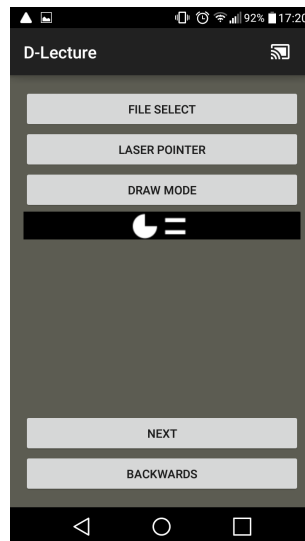 92% 17:20
D-Lecture
FILE SELECT
LASER POINTER
DRAW MODE
NEXT
BACKWARDS